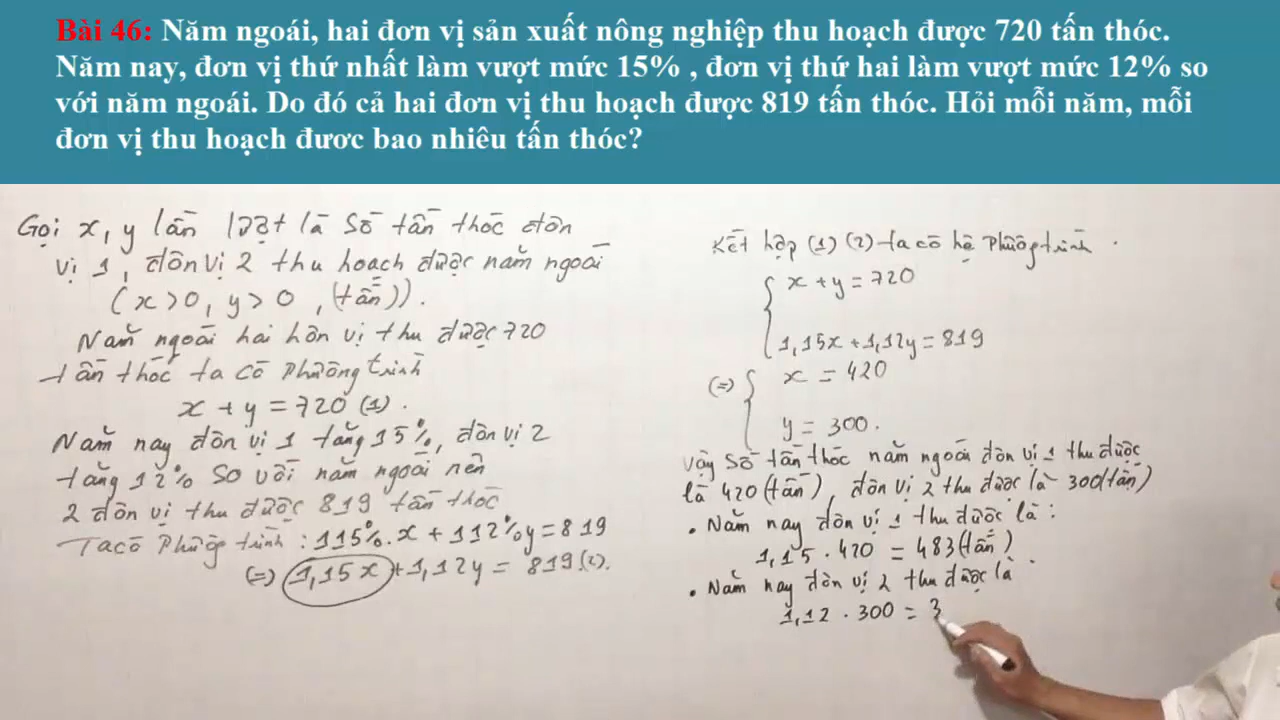 Bài 46: Năm ngoái, hai đơn vị sản xuất nông nghiệp thu hoạch được 720 tấn thóc.
Năm nay, đơn vị thứ nhất làm vượt mức 15% , đơn vị thứ hai làm vượt mức 12% so
với năm ngoái. Do đó cả hai đơn vị thu hoạch được 819 tấn thóc. Hỏi mỗi năm, mỗi
đơn vị thu hoạch đươc bao nhiêu tấn thóc?
Gọi x, y lần lượt là số tấn thóc đơn
vị 1, đơn vị 2 thu hoạch được năm ngoái
(x > 0, y > 0 , (tấn)).
Năm ngoái hai hôn vị thu được 720
tấn thóc ta có phương trình
x + y = 720 (1).
Năm nay đơn vị 1 tăng 15%, đơn vị 2
tăng 12% so với năm ngoái nên
2 đơn vị thu được 819 tấn thóc
Ta có phương trình : 115%.x + 112%y = 819
(=) 1,15x + 1,12y = 819 (2).
Kết hợp (1) (2) ta có hệ phương trình .
x + y = 720
1,15x + 1,12y = 819
(=) x = 420
y = 300.
Vậy số tấn thóc năm ngoái đơn vị 1 thu được
là 420 (tấn), đơn vị 2 thu được là 300 (tấn)
. Năm nay đơn vị 1 thu được là :
1,15 . 420 = 483 (tấn) .
. Năm nay đơn vị 2 thu được là
1,12 . 300 = 3